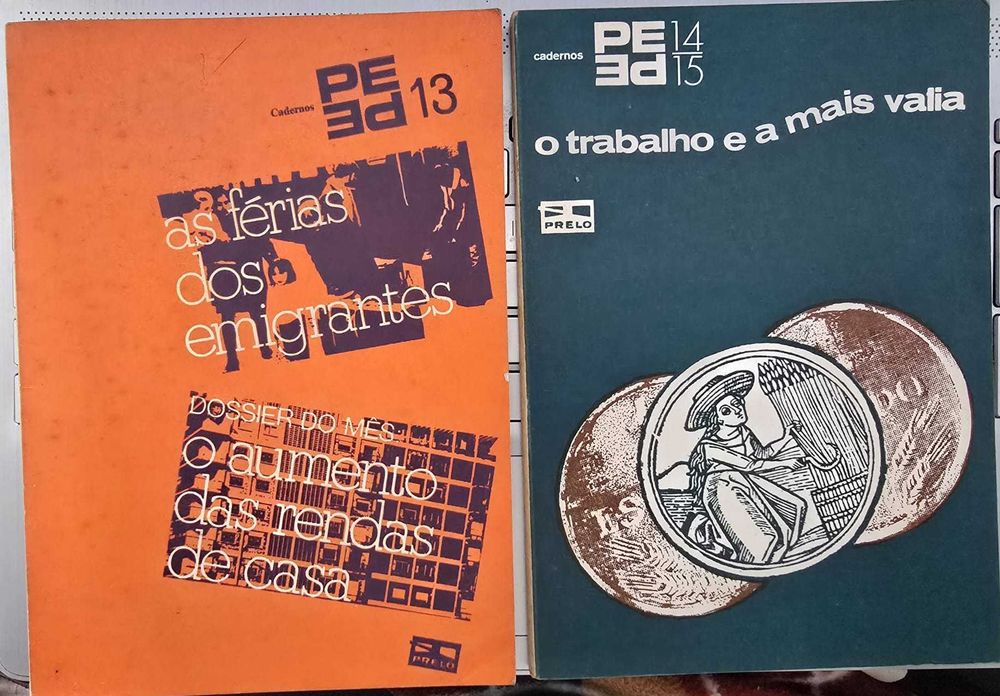 Cadernos
PE
PE
13
as férias
dos
emigrantes
DOSSIER DO MÊS
o aumento
das rendas
de casa
PRELO
cadernos
PE
PE
14
15
o trabalho e a mais valia
PRELO